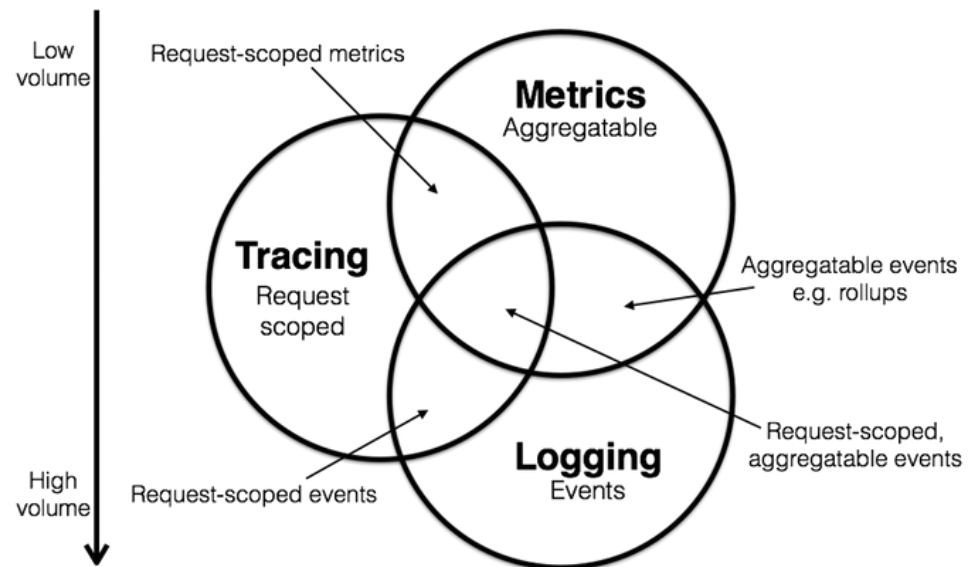 Low
volume
Request-scoped metrics
Metrics
Aggregatable
Tracing
Request
scoped
Aggregatable events
e.g. rollups
Request-scoped,
aggregatable events
Logging
Events
High
volume
Request-scoped events